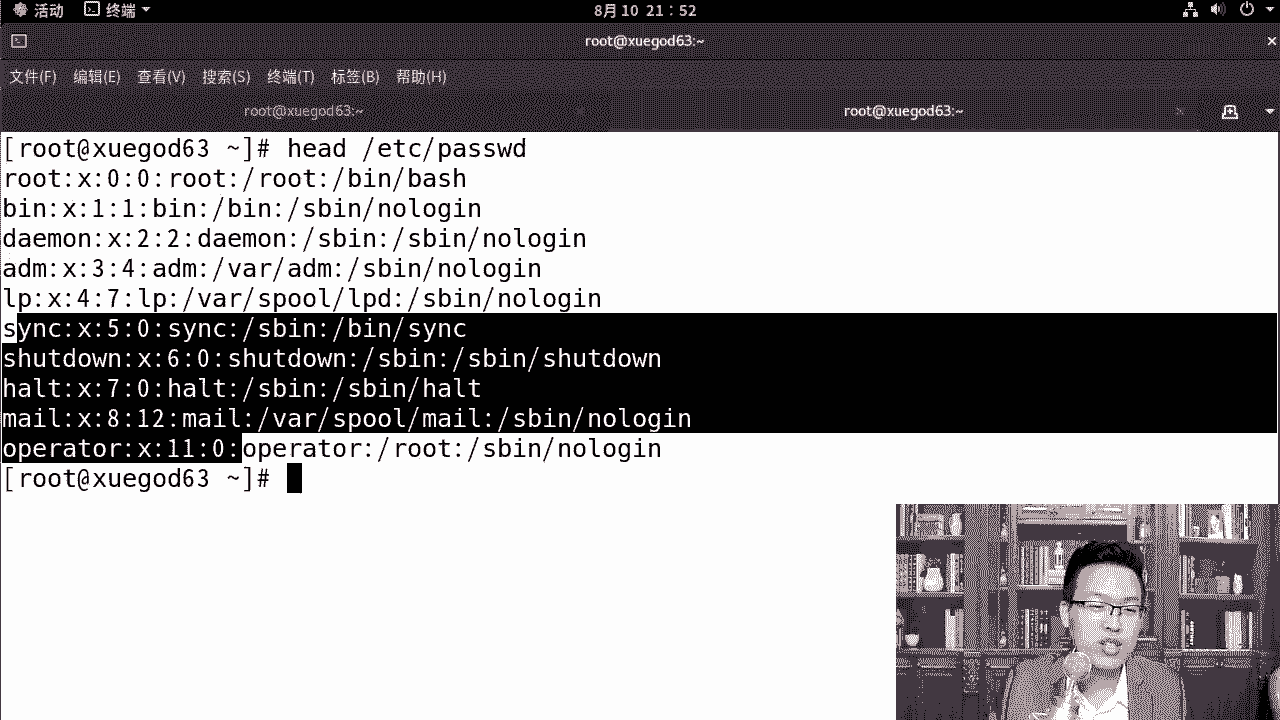 活动 终端 8月 10 21：52
root@xuegod63:~ ×
文件(F) 编辑(E) 查看(V) 搜索(S) 终端(T) 标签(B) 帮助(H)
root@xuegod63:~ × root@xuegod63:~ ×
[root@xuegod63 ~]# head /etc/passwd
root:x:0:0:root:/root:/bin/bash
bin:x:1:1:bin:/bin:/sbin/nologin
daemon:x:2:2:daemon:/sbin:/sbin/nologin
adm:x:3:4:adm:/var/adm:/sbin/nologin
lp:x:4:7:lp:/var/spool/lpd:/sbin/nologin
sync:x:5:0:sync:/sbin:/bin/sync
shutdown:x:6:0:shutdown:/sbin:/sbin/shutdown
halt:x:7:0:halt:/sbin:/sbin/halt
mail:x:8:12:mail:/var/spool/mail:/sbin/nologin
operator:x:11:0:operator:/root:/sbin/nologin
[root@xuegod63 ~]#